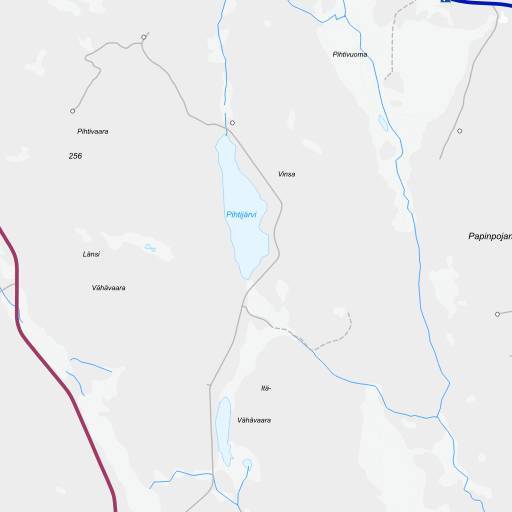 Pihtivuoma
Pihtivaara
256
Vinsa
Pihtijärvi
Papinpojan
Länsi
Vähävaara
Itä-
Vähävaara